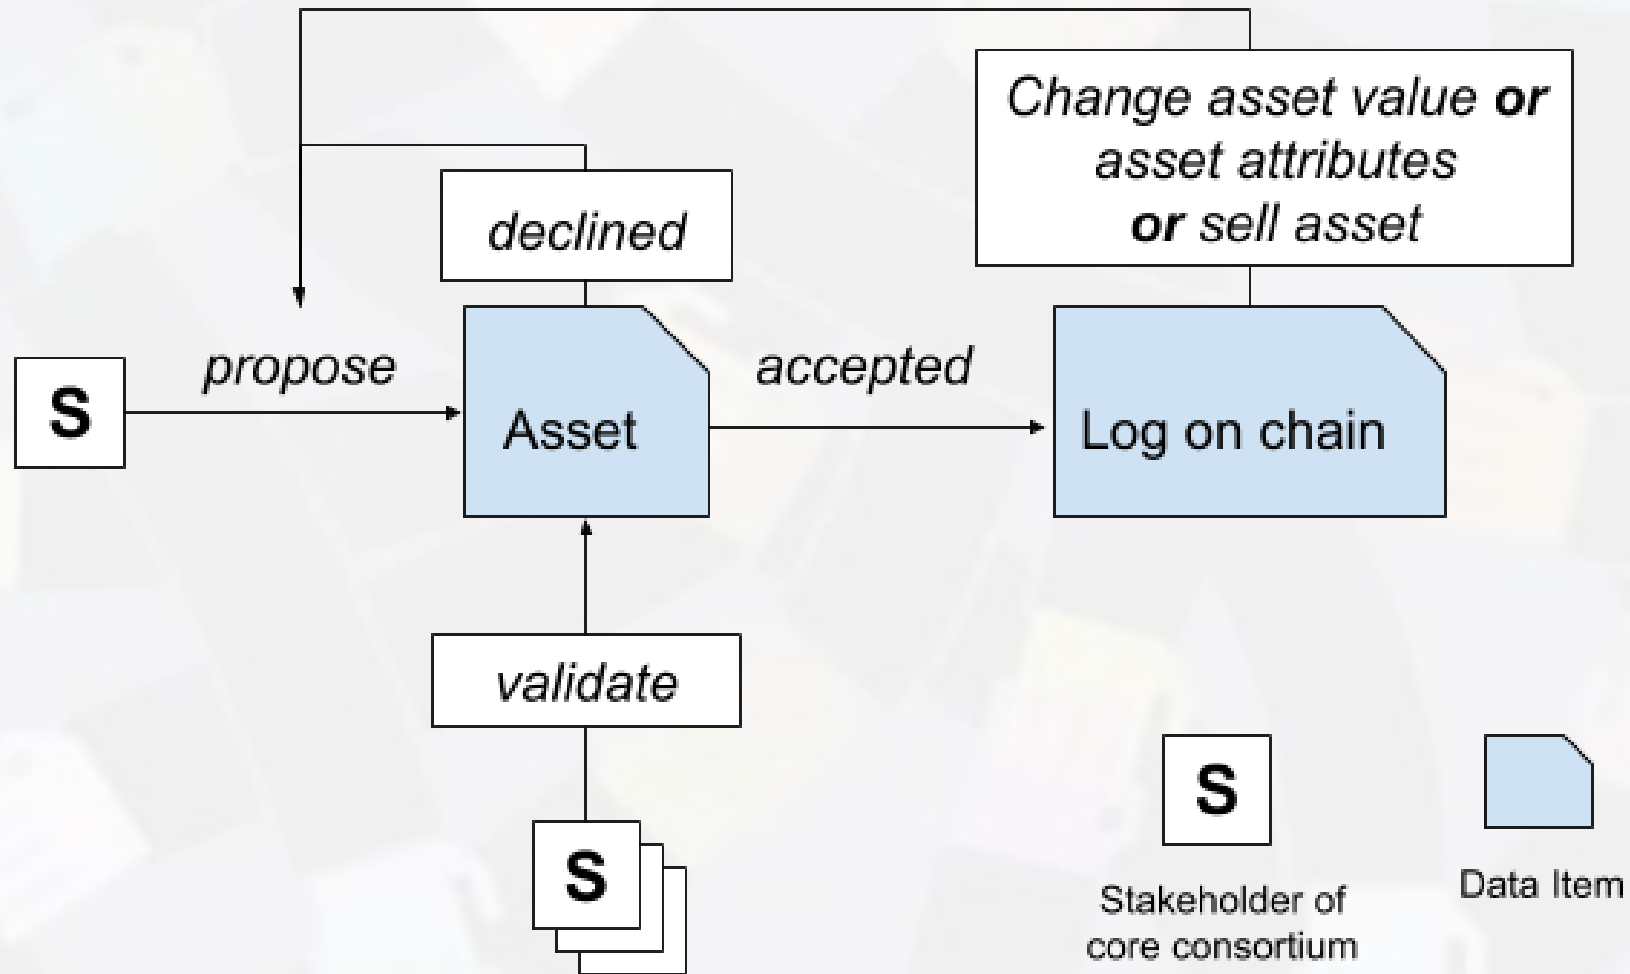 Change asset value or
asset attributes
or sell asset
declined
propose
accepted
S
Asset
Log on chain
validate
S
S
Stakeholder of
core consortium
Data Item